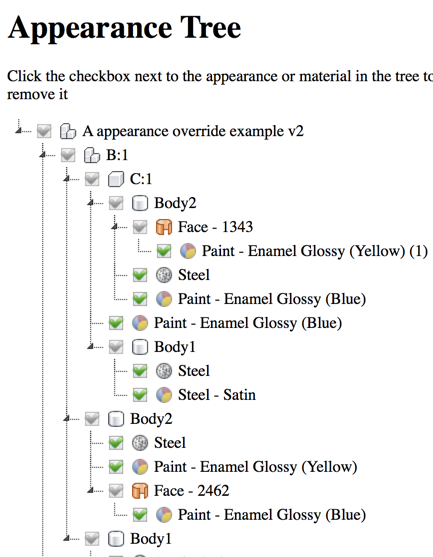 Appearance Tree
Click the checkbox next to the appearance or material in the tree to
remove it
A appearance override example v2
B:1
C:1
Body2
Face - 1343
Paint - Enamel Glossy (Yellow) (1)
Steel
Paint - Enamel Glossy (Blue)
Paint - Enamel Glossy (Blue)
Body1
Steel
Steel - Satin
Body2
Steel
Paint - Enamel Glossy (Yellow)
Face - 2462
Paint - Enamel Glossy (Blue)
Body1